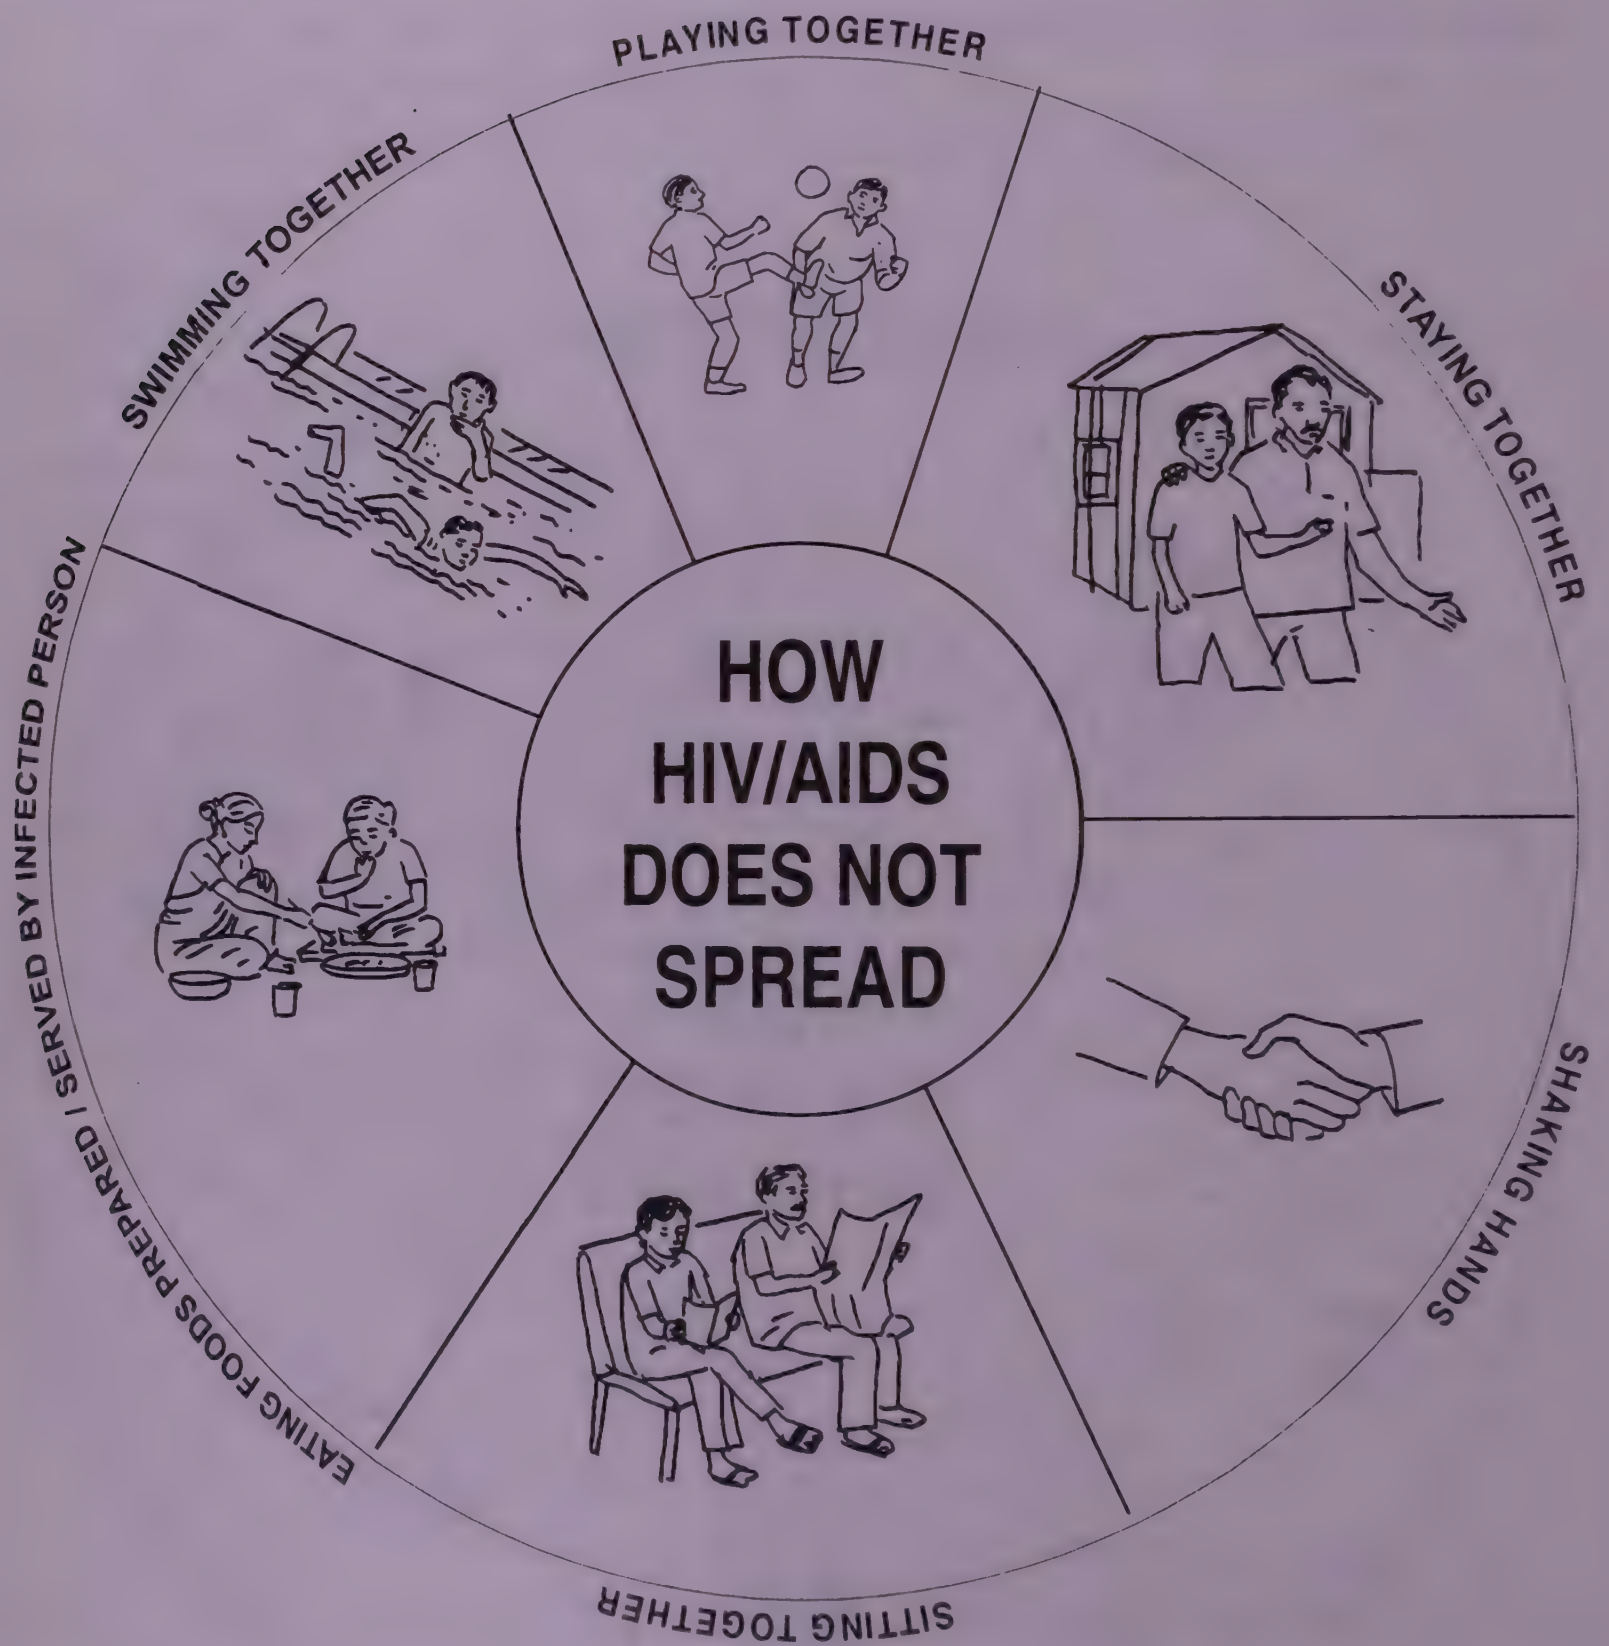 PLAYING TOGETHER
STAYING TOGETHER
SHAKING HANDS
SITTING TOGETHER
EATING FOODS PREPARED / SERVED BY INFECTED PERSON
SWIMMING TOGETHER
HOW
HIV/AIDS
DOES NOT
SPREAD